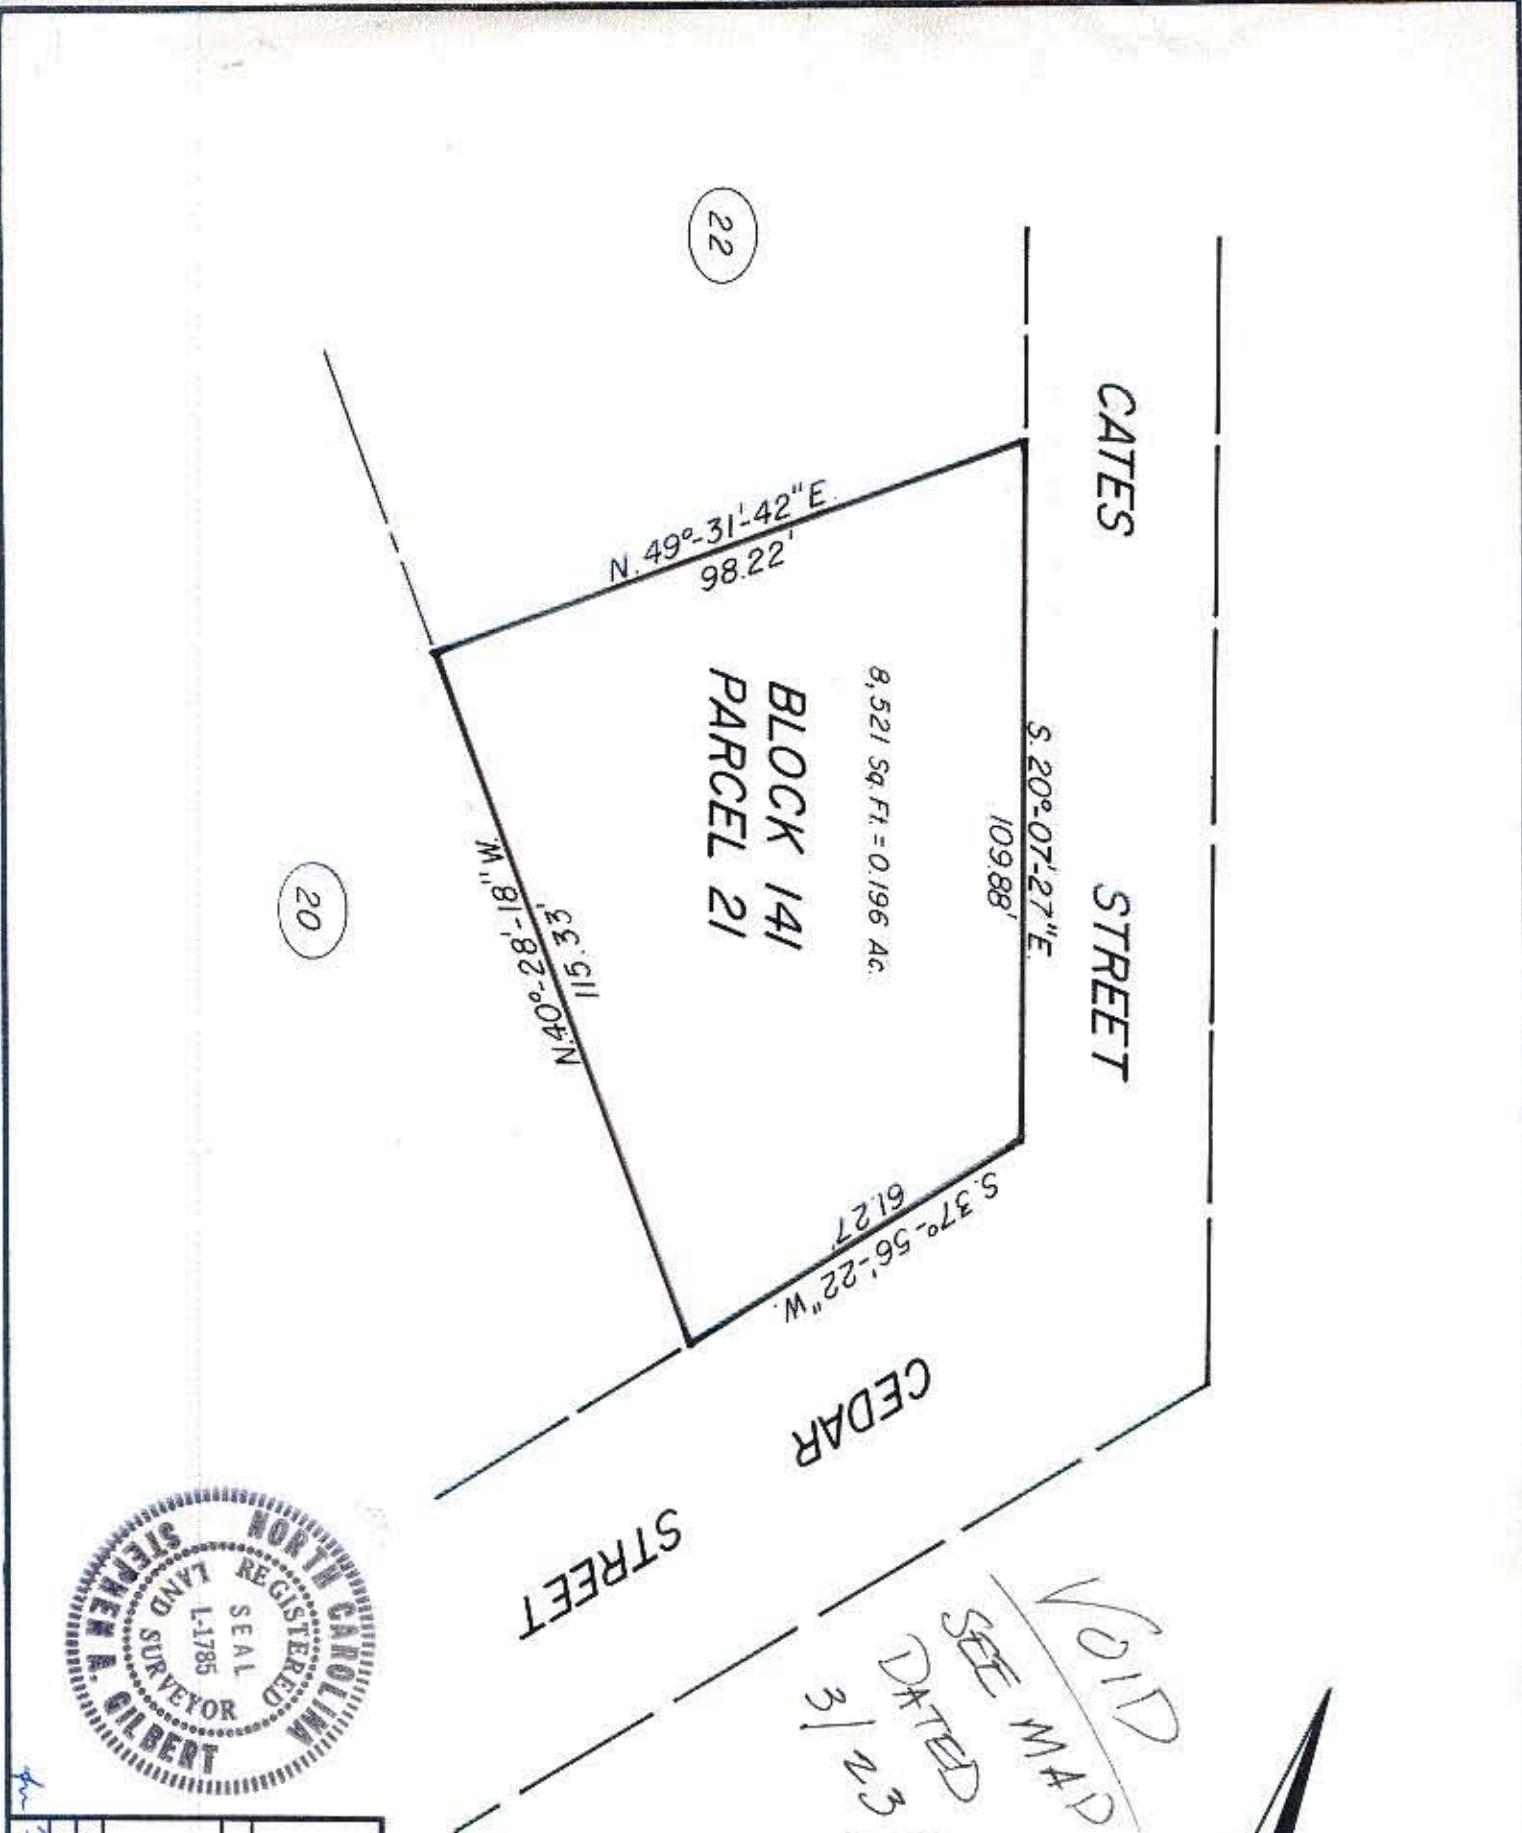 CATES STREET
S. 20°-07'-27"E.
109.88'
8,521 Sq. Ft. = 0.196 Ac.
BLOCK 141
PARCEL 21
N. 49°-31'-42"E.
98.22'
22
N.40°-28'-18"W.
115.33'
20
S. 37°-56'-22"W.
61.27'
CEDAR STREET
VOID
SEE MAP
DATED
3/23
NORTH CAROLINA
REGISTERED
SEAL
L-1785
LAND SURVEYOR
STEPHEN A. GILBERT